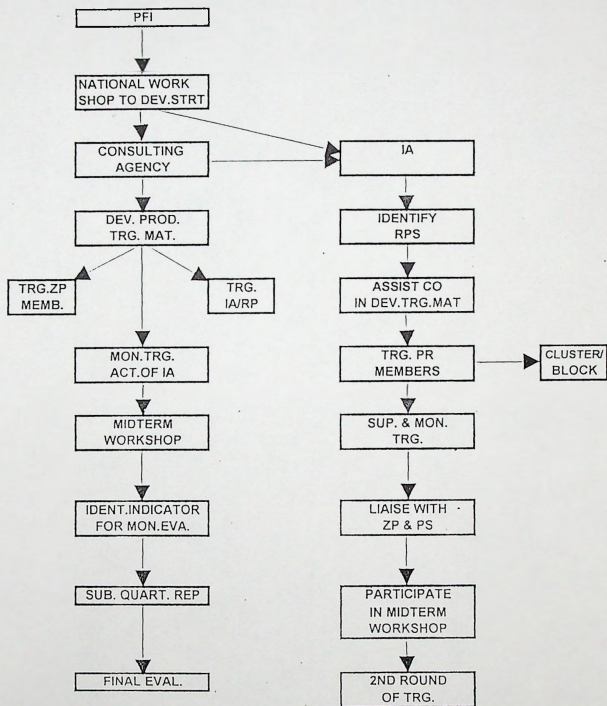 PFI
NATIONAL WORK
SHOP TO DEV.STRT
CONSULTING
AGENCY
IA
DEV. PROD.
TRG. MAT.
IDENTIFY
RPS
TRG.ZP
MEMB.
TRG.
IA/RP
ASSIST CO
IN DEV.TRG.MAT
MON.TRG.
ACT.OF IA
TRG. PR
MEMBERS
CLUSTER/
BLOCK
MIDTERM
WORKSHOP
SUP. & MON.
TRG.
IDENT.INDICATOR
FOR MON.EVA.
LIAISE WITH
ZP & PS
SUB. QUART. REP
PARTICIPATE
IN MIDTERM
WORKSHOP
FINAL EVAL.
2ND ROUND
OF TRG.